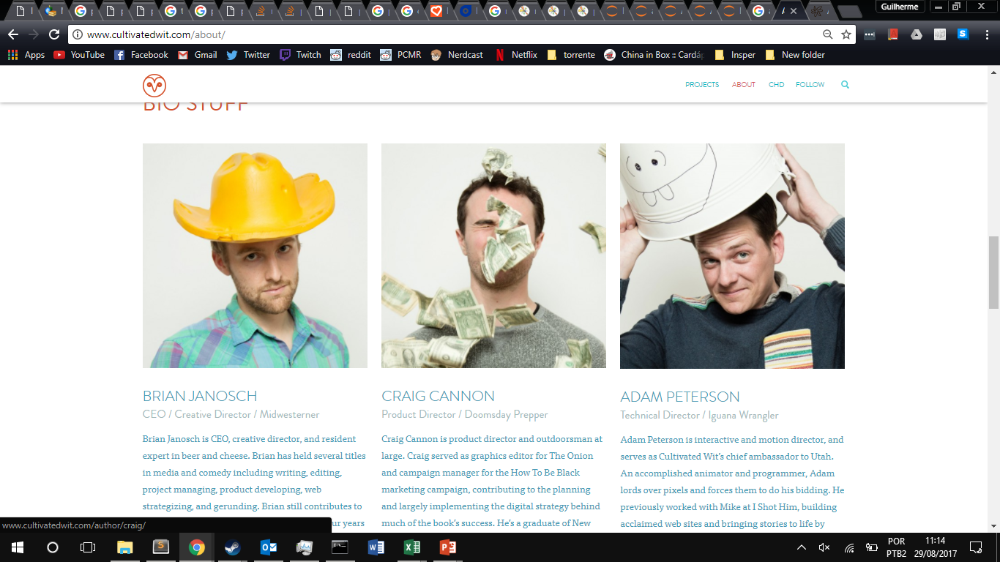 Guilherme
www.cultivatedwit.com/about/
Apps YouTube Facebook Gmail Twitter Twitch reddit PCMR Nerdcast Netflix torrente China in Box :: Cardáp Insper New folder
PROJECTS ABOUT CHD FOLLOW
BIO STUFF
BRIAN JANOSCH
CEO / Creative Director / Midwesterner
Brian Janosch is CEO, creative director, and resident
expert in beer and cheese. Brian has held several titles
in media and comedy including writing, editing,
project managing, product developing, web
strategizing, and gerunding. Brian still contributes to
ur years
CRAIG CANNON
Product Director / Doomsday Prepper
Craig Cannon is product director and outdoorsman at
large. Craig served as graphics editor for The Onion
and campaign manager for the How To Be Black
marketing campaign, contributing to the planning
and largely implementing the digital strategy behind
much of the book's success. He's a graduate of New
ADAM PETERSON
Technical Director / Iguana Wrangler
Adam Peterson is interactive and motion director, and
serves as Cultivated Wit's chief ambassador to Utah.
An accomplished animator and programmer, Adam
lords over pixels and forces them to do his bidding. He
previously worked with Mike at I Shot Him, building
acclaimed web sites and bringing stories to life by
www.cultivatedwit.com/author/craig/
POR 11:14
PTB2 29/08/2017